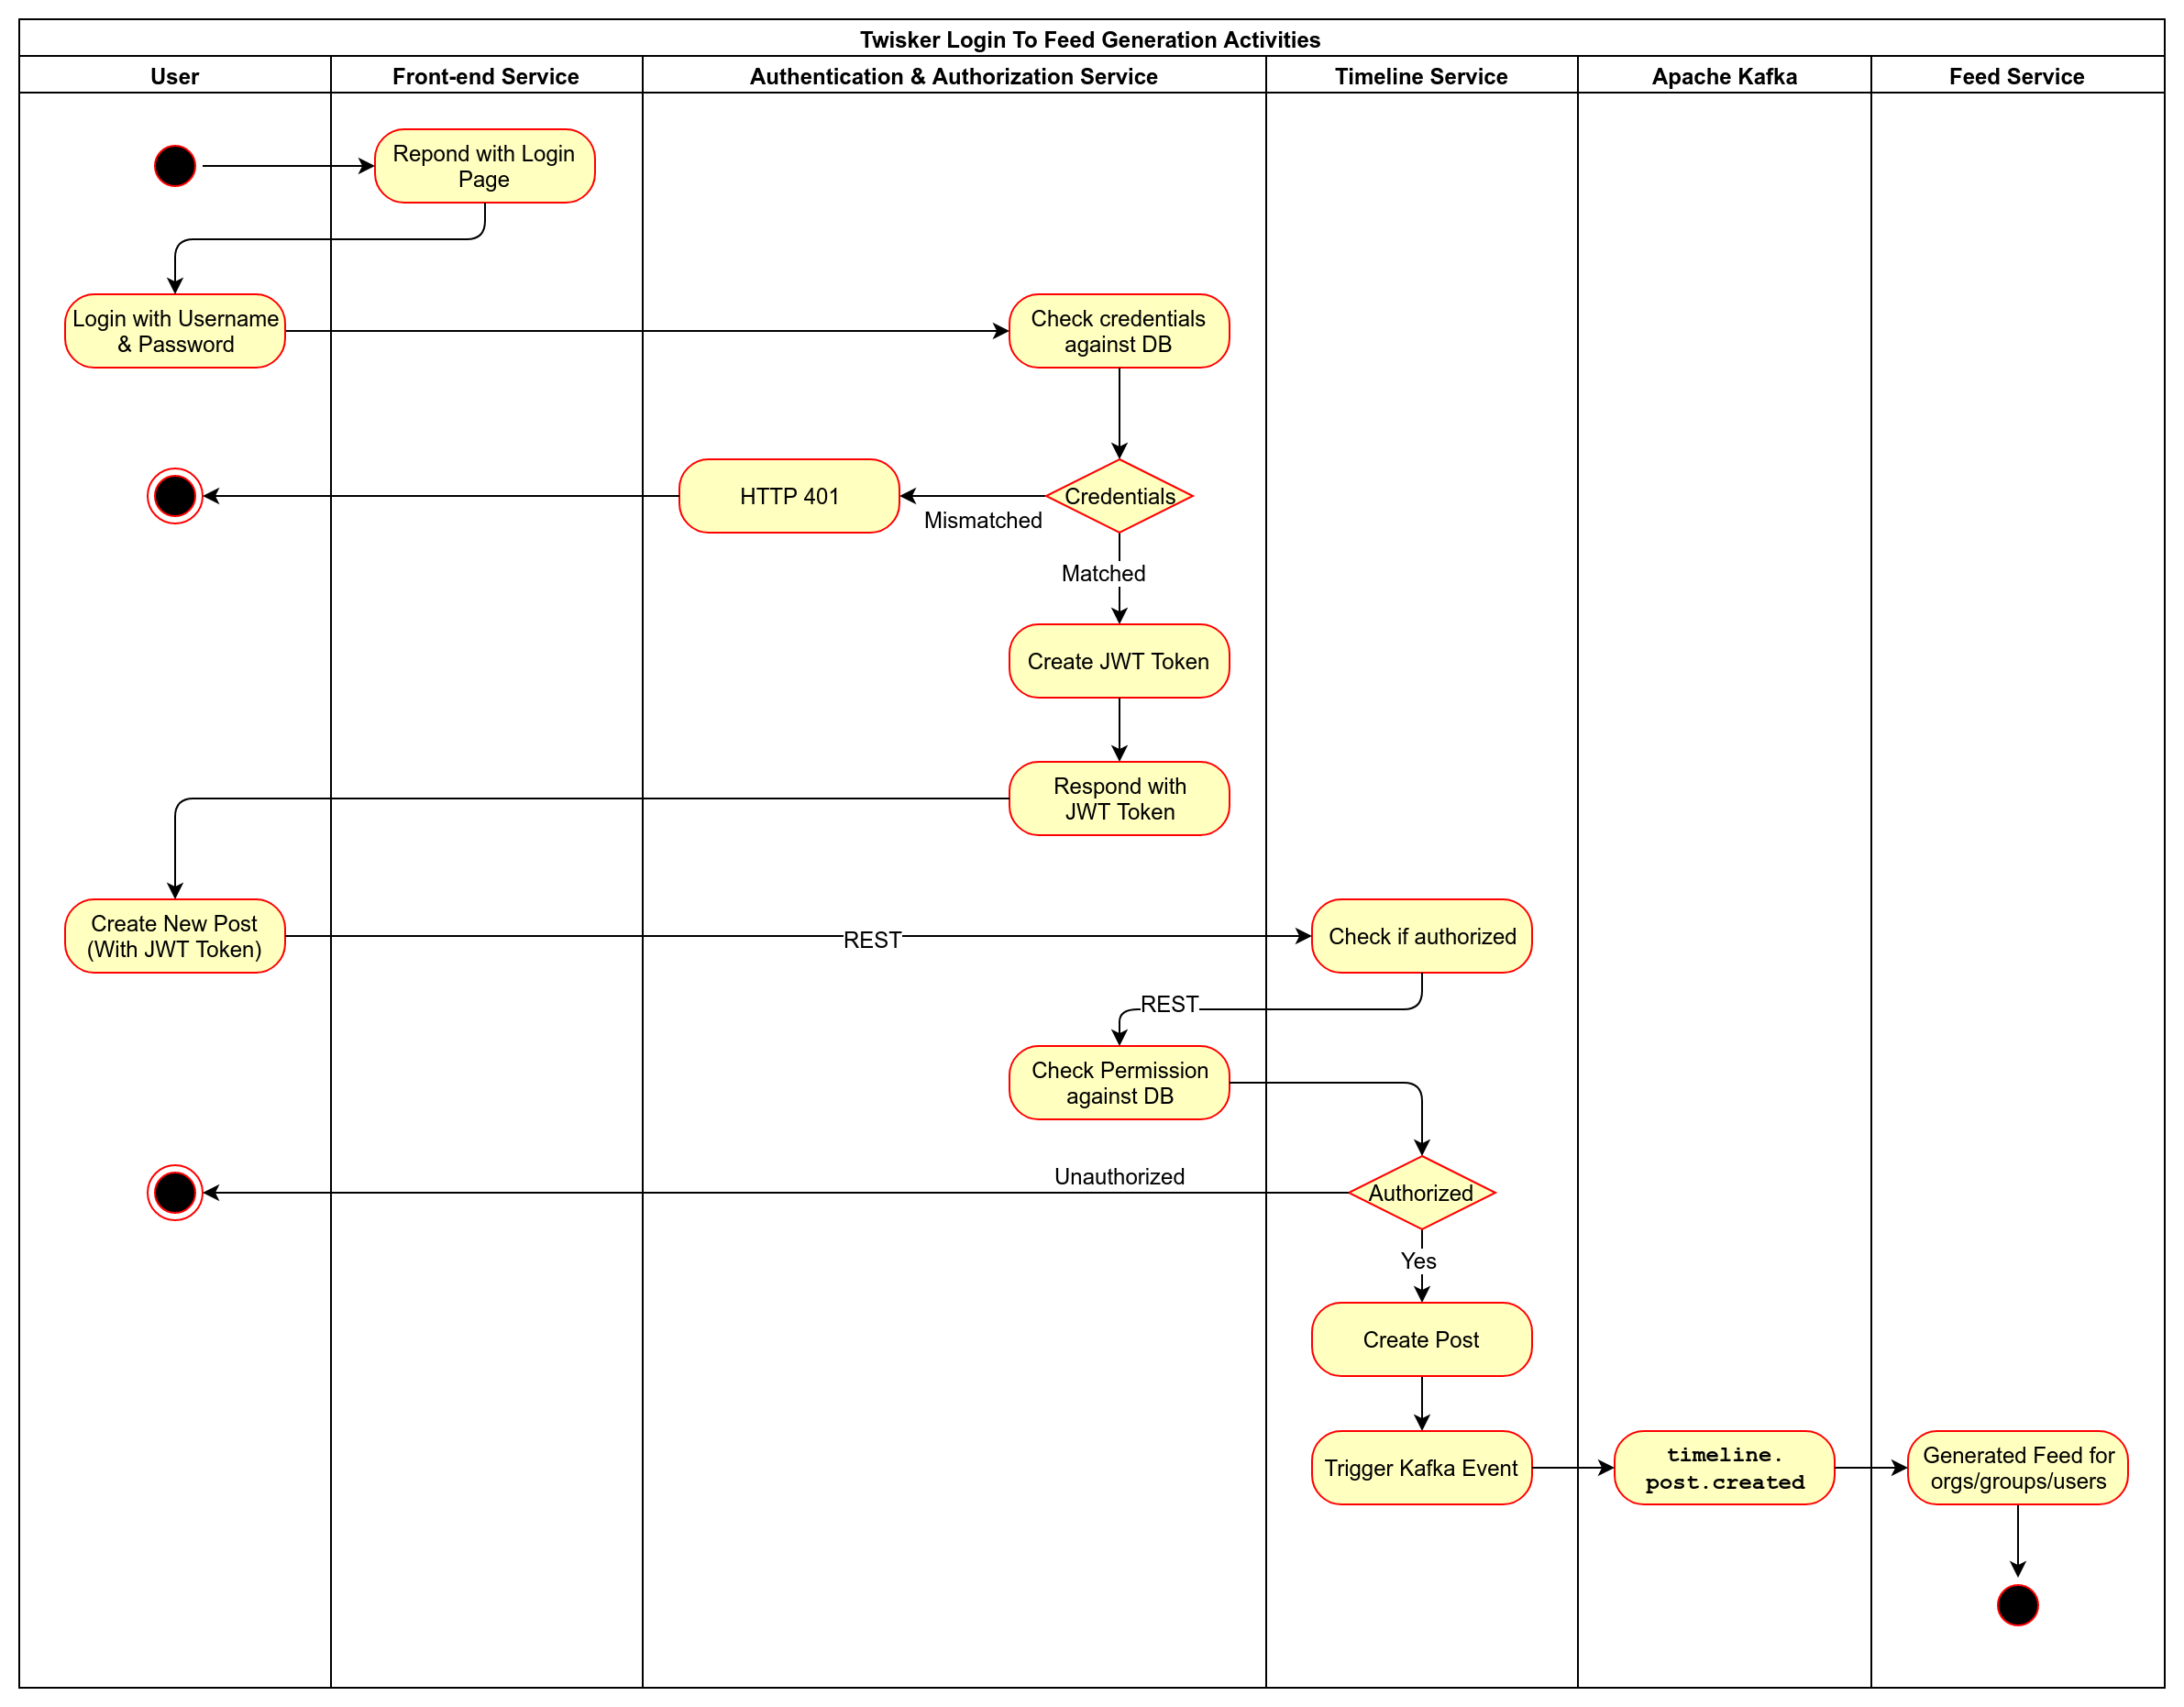 Twisker Login To Feed Generation Activities
User
Front-end Service
Authentication & Authorization Service
Timeline Service
Apache Kafka
Feed Service
Repond with Login
Page
Login with Username
& Password
Check credentials
against DB
HTTP 401
Mismatched
Credentials
Matched
Create JWT Token
Respond with
JWT Token
Create New Post
(With JWT Token)
REST
Check if authorized
REST
Check Permission
against DB
Unauthorized
Authorized
Yes
Create Post
Trigger Kafka Event
timeline.
post.created
Generated Feed for
orgs/groups/users